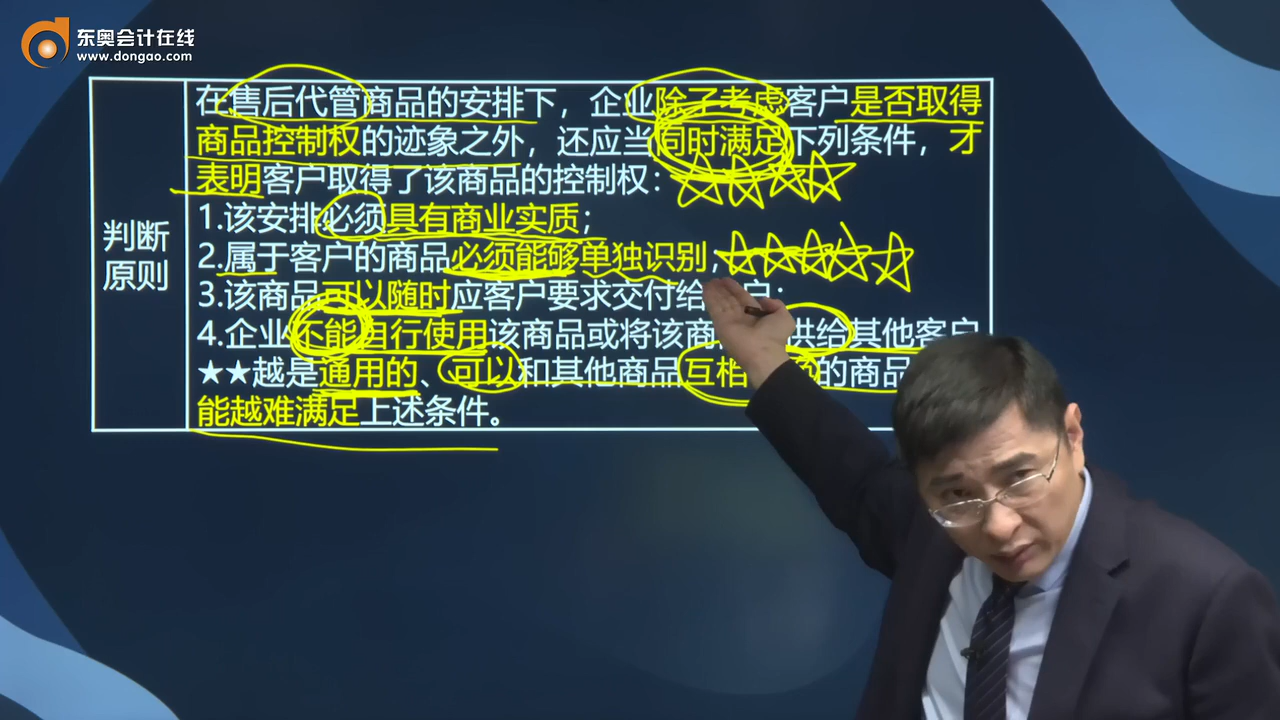 东奥会计在线
www.dongao.com
在售后代管商品的安排下，企业除了考虑客户是否取得
商品控制权的迹象之外，还应当同时满足下列条件，才
表明客户取得了该商品的控制权：
1.该安排必须具有商业实质；
2.属于客户的商品必须能够单独识别；
判断
原则
3.该商品可以随时应客户要求交付给户；
4.企业不能自行使用该商品或将该商供给其他客户
★★越是通用的、可以和其他商品互相的商品
能越难满足上述条件。